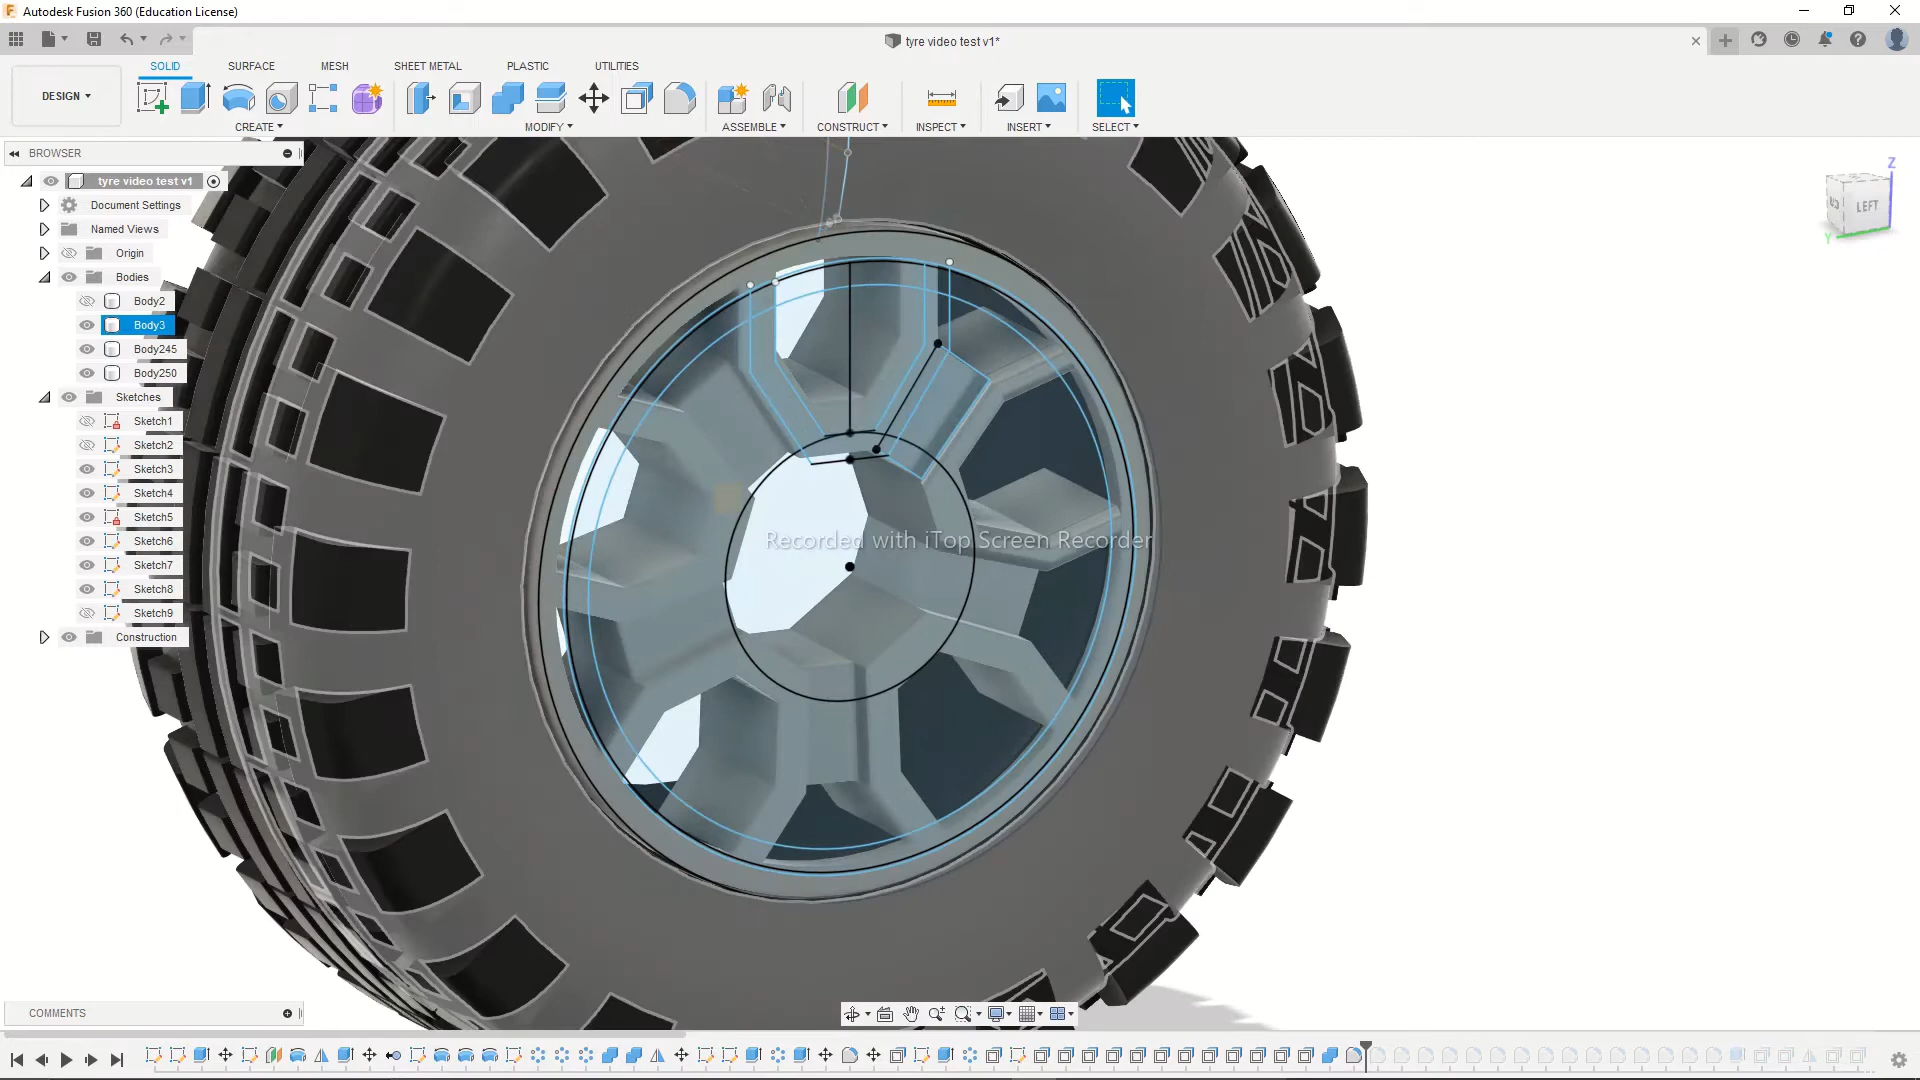 Autodesk Fusion 360 (Education License)
tyre video test v1*
DESIGN
SOLID
SURFACE
MESH
SHEET METAL
PLASTIC
UTILITIES
CREATE
MODIFY
ASSEMBLE
CONSTRUCT
INSPECT
INSERT
SELECT
BROWSER
tyre video test v1
Document Settings
Named Views
Origin
Bodies
Body2
Body3
Body245
Body250
Sketches
Sketch1
Sketch2
Sketch3
Sketch4
Sketch5
Sketch6
Sketch7
Sketch8
Sketch9
Construction
Z
LEFT
Y
Recorded with iTop Screen Recorder
COMMENTS